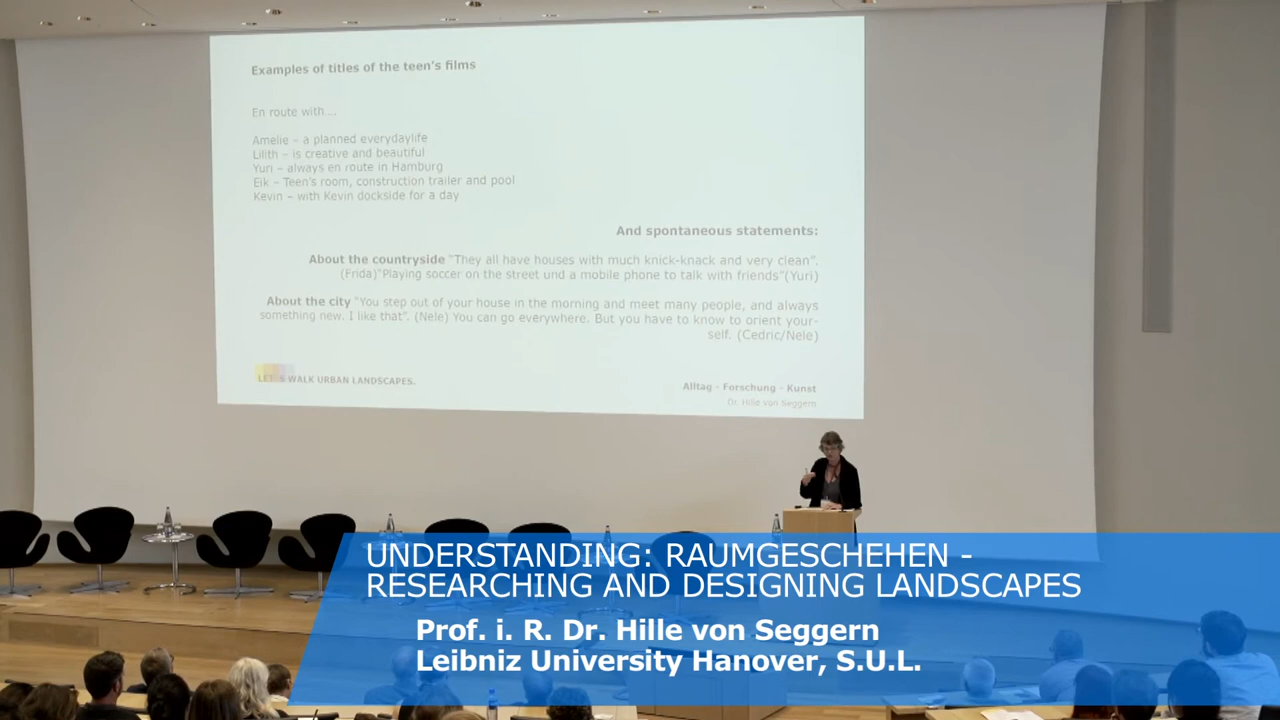 Examples of titles of the teen's films
En route with....
Amelie – a planned everydaylife
Lilith – is creative and beautiful
Yuri – always en route in Hamburg
Eik – Teen's room, construction trailer and pool
Kevin – with Kevin dockside for a day
And spontaneous statements:
About the countryside "They all have houses with much knick-knack and very clean".
(Frida)"Playing soccer on the street und a mobile phone to talk with friends"(Yuri)
About the city "You step out of your house in the morning and meet many people, and always
something new. I like that". (Nele) You can go everywhere. But you have to know to orient your-
self. (Cedric/Nele)
LET'S WALK URBAN LANDSCAPES.
Alltag - Forschung - Kunst
Dr. Hille von Seggern
UNDERSTANDING: RAUMGESCHEHEN -
RESEARCHING AND DESIGNING LANDSCAPES
Prof. i. R. Dr. Hille von Seggern
Leibniz University Hanover, S.U.L.